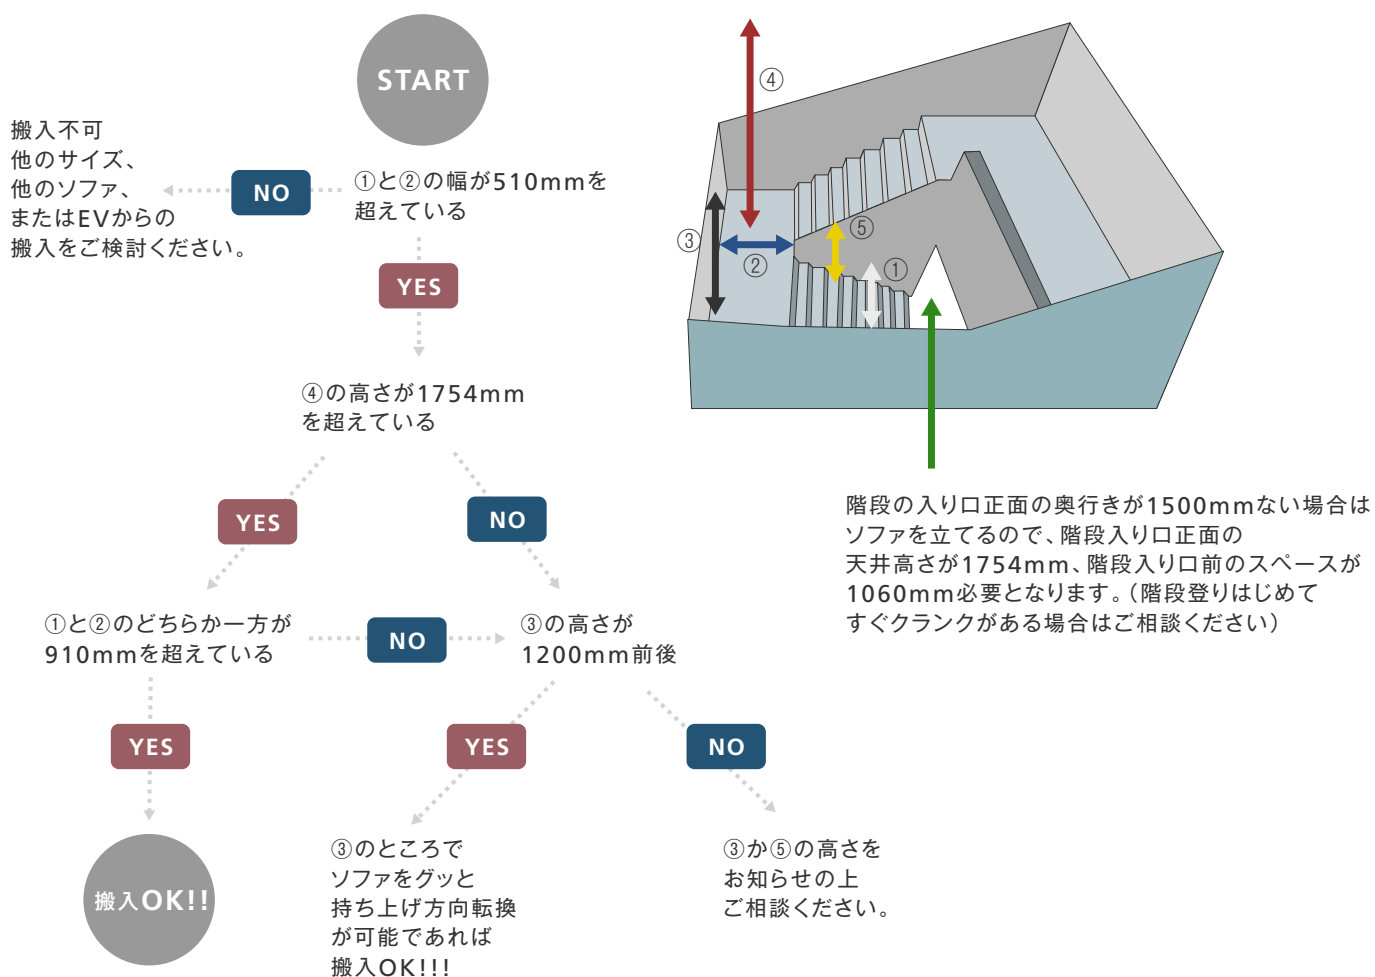 START
搬入不可
他のサイズ、
他のソファ、
またはEVからの
搬入をご検討ください。
NO
①と②の幅が510mmを
超えている
YES
④の高さが1754mm
を超えている
YES
NO
①と②のどちらか一方が
910mmを超えている
NO
③の高さが
1200mm前後
YES
YES
NO
搬入OK!!
③のところで
ソファをグッと
持ち上げ方向転換
が可能であれば
搬入OK!!!
③か⑤の高さを
お知らせの上
ご相談ください。
④
③
②
⑤
①
階段の入り口正面の奥行きが1500mmない場合は
ソファを立てるので、階段入り口正面の
天井高さが1754mm、階段入り口前のスペースが
1060mm必要となります。（階段登りはじめて
すぐクランクがある場合はご相談ください）